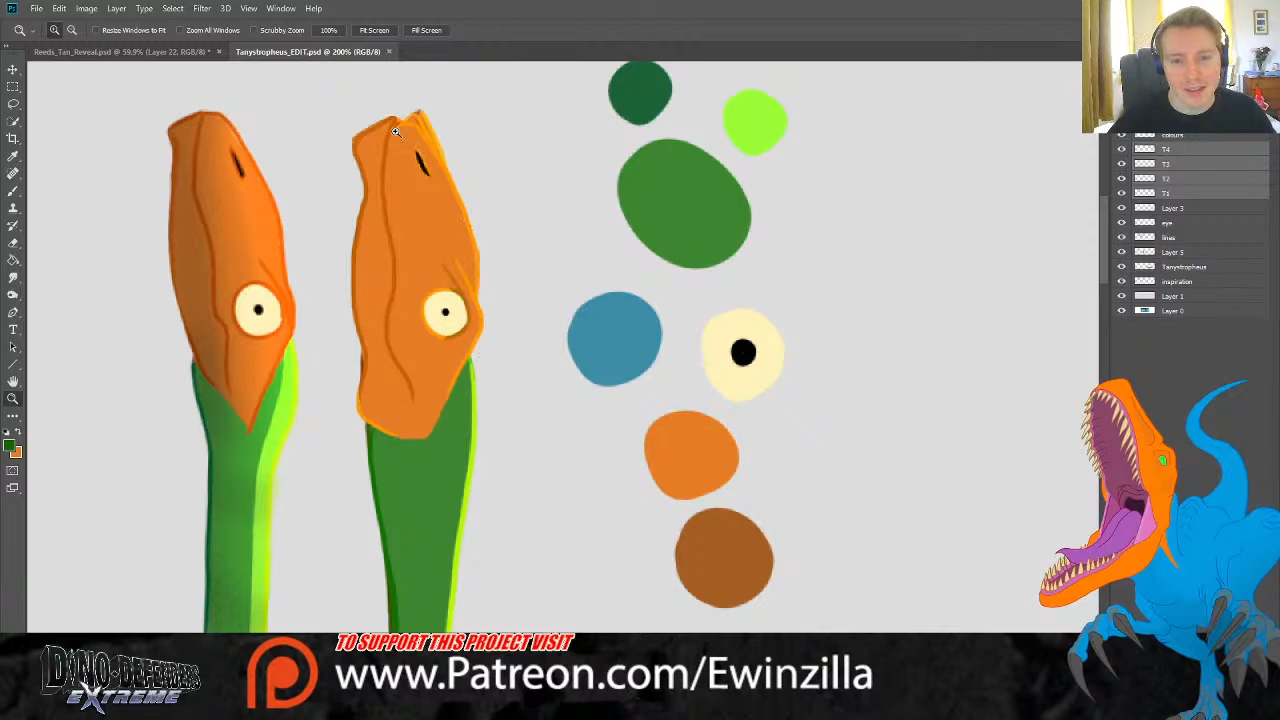 File Edit Image Layer Type Select Filter 3D View Window Help
Resize Windows to Fit Zoom All Windows Scrubby Zoom 100% Fit Screen Fill Screen
Reeds_Tan_Reveal.psd @ 59.9% (Layer 22, RGB/8) * × Tanystropheus_EDIT.psd @ 200% (RGB/8) ×
colours
T4
T3
T2
T1
Layer 3
eye
lines
Layer 5
Tanystropheus
inspiration
Layer 1
Layer 0
DINO-DEFENDERS
EXTREME
TO SUPPORT THIS PROJECT VISIT
www.Patreon.com/Ewinzilla